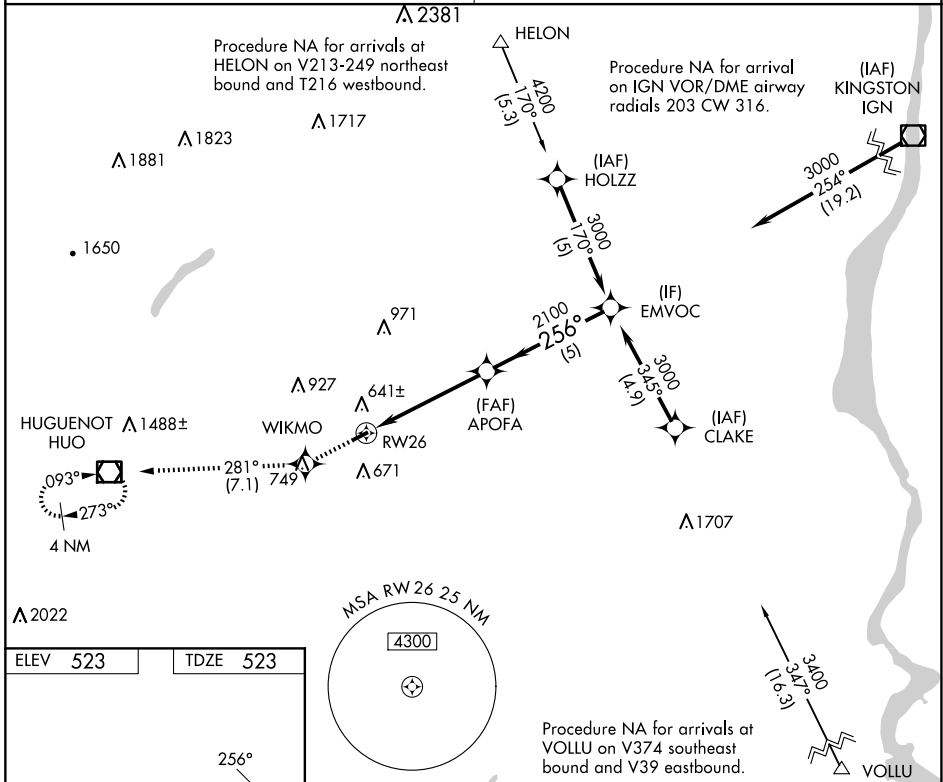 2381
HELON
Procedure NA for arrivals at
HELON on V213-249 northeast
bound and T216 westbound.
4200
170°
(5.3)
Procedure NA for arrival
on IGN VOR/DME airway
radials 203 CW 316.
(IAF)
KINGSTON
IGN
3000
254°
(19.2)
1717
1823
1881
(IAF)
HOLZZ
3000
170°
(5)
1650
(IF)
EMVOC
2100
256°
(5)
971
3000
345°
(4.9)
927
641±
(FAF)
APOFA
(IAF)
CLAKE
HUGUENOT
HUO
1488±
WIKMO
RW26
093°
281°
(7.1)
749
671
273°
4 NM
1707
2022
MSA RW 26 25 NM
4300
3400
347°
(16.3)
ELEV 523
TDZE 523
256°
Procedure NA for arrivals at
VOLLU on V374 southeast
bound and V39 eastbound.
VOLLU